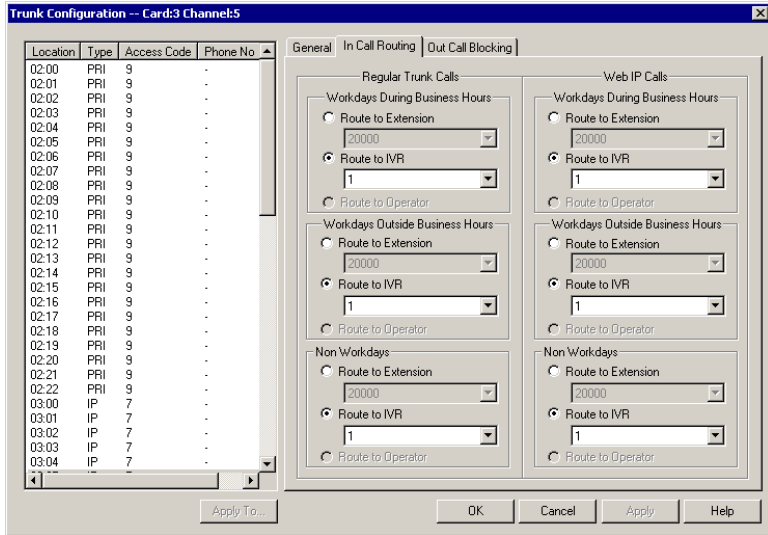 Trunk Configuration -- Card:3 Channel:5
Location Type Access Code Phone No
02:00 PRI 9 -
02:01 PRI 9 -
02:02 PRI 9 -
02:03 PRI 9 -
02:04 PRI 9 -
02:05 PRI 9 -
02:06 PRI 9 -
02:07 PRI 9 -
02:08 PRI 9 -
02:09 PRI 9 -
02:10 PRI 9 -
02:11 PRI 9 -
02:12 PRI 9 -
02:13 PRI 9 -
02:14 PRI 9 -
02:15 PRI 9 -
02:16 PRI 9 -
02:17 PRI 9 -
02:18 PRI 9 -
02:19 PRI 9 -
02:20 PRI 9 -
02:21 PRI 9 -
02:22 PRI 9 -
03:00 IP 7 -
03:01 IP 7 -
03:02 IP 7 -
03:03 IP 7 -
03:04 IP 7 -
Apply To...
General In Call Routing Out Call Blocking
Regular Trunk Calls
Workdays During Business Hours
Route to Extension
20000
Route to IVR
1
Route to Operator
Workdays Outside Business Hours
Route to Extension
20000
Route to IVR
1
Route to Operator
Non Workdays
Route to Extension
20000
Route to IVR
1
Route to Operator
Web IP Calls
Workdays During Business Hours
Route to Extension
20000
Route to IVR
1
Route to Operator
Workdays Outside Business Hours
Route to Extension
20000
Route to IVR
1
Route to Operator
Non Workdays
Route to Extension
20000
Route to IVR
1
Route to Operator
OK Cancel Apply Help